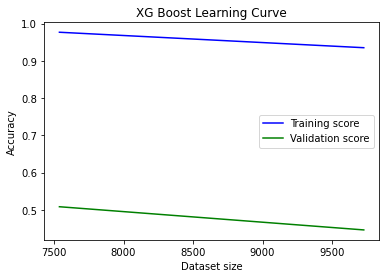 XG Boost Learning Curve
1.0
0.9
0.8
0.7
0.6
0.5
Accuracy
Training score
Validation score
7500 8000 8500 9000 9500
Dataset size